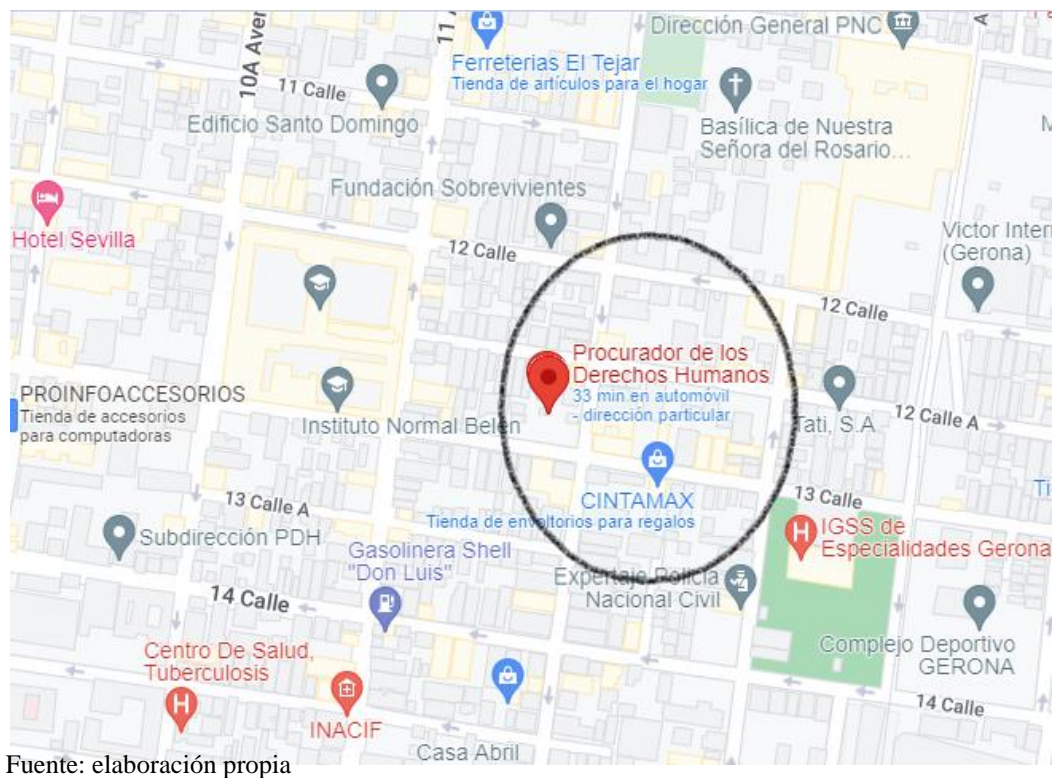 Dirección General PNC
10A Aven
11 A
Ferreterias El Tejar
Tienda de artículos para el hogar
11 Calle
Edificio Santo Domingo
Basílica de Nuestra
Señora del Rosario...
Fundación Sobrevivientes
Hotel Sevilla
12 Calle
Victor Intern
(Gerona)
12 Calle
Procurador de los
Derechos Humanos
33 min en automóvil
- dirección particular
PROINFOACCESORIOS
Tienda de accesorios
para computadoras
Instituto Normal Belén
Tati, S.A
12 Calle A
CINTAMAX
Tienda de envoltorios para regalos
13 Calle
Ti
13 Calle A
Subdirección PDH
IGSS de
Especialidades Gerona
Gasolinera Shell
"Don Luis"
Expertaje Policia
Nacional Civil
14 Calle
Centro De Salud,
Tuberculosis
Complejo Deportivo
GERONA
14 Calle
INACIF
Casa Abril
Fuente: elaboración propia